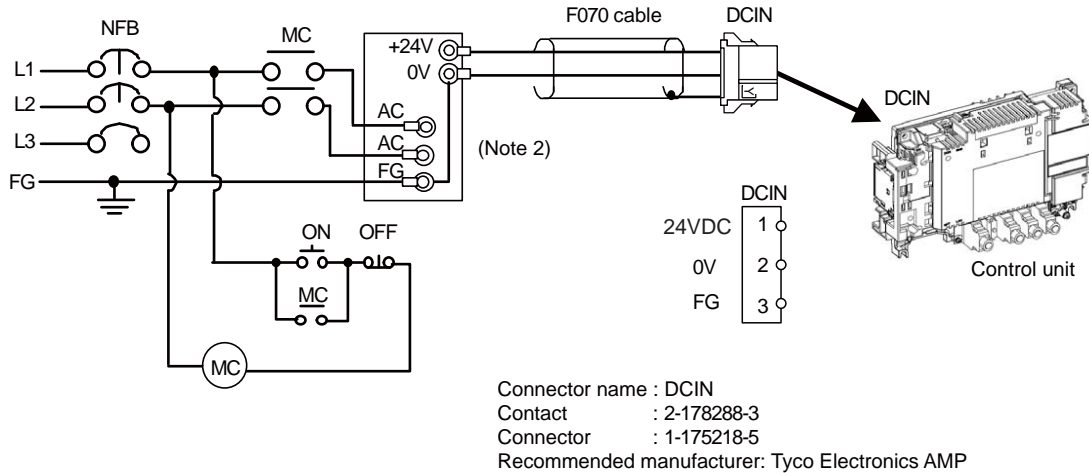 F070 cable
DCIN
NFB
MC
+24V
0V
L1
L2
L3
FG
AC
AC
FG
(Note 2)
DCIN
Control unit
ON
OFF
MC
MC
DCIN
24VDC 1
0V 2
FG 3
Connector name : DCIN
Contact : 2-178288-3
Connector : 1-175218-5
Recommended manufacturer: Tyco Electronics AMP